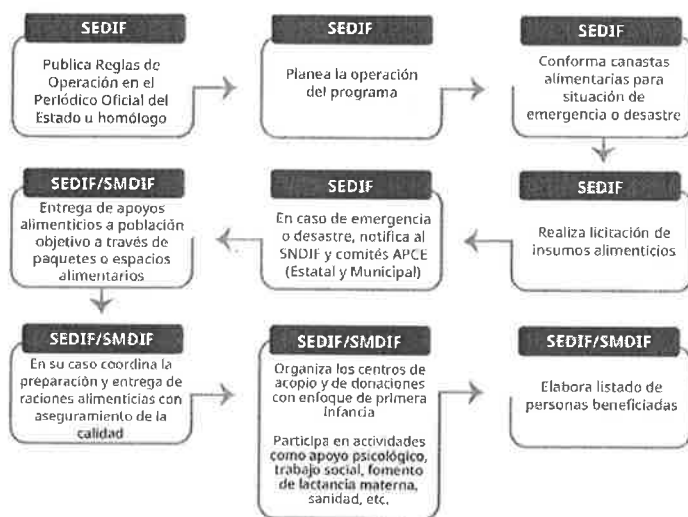 SEDIF
Publica Reglas de
Operación en el
Periódico Oficial del
Estado u homólogo
SEDIF
Planea la operación
del programa
SEDIF
Conforma canastas
alimentarias para
situación de
emergencia o desastre
SEDIF
Realiza licitación de
insumos alimenticios
SEDIF
En caso de emergencia
o desastre, notifica al
SNDIF y comités APCE
(Estatal y Municipal)
SEDIF/SMDIF
Entrega de apoyos
alimenticios a población
objetivo a través de
paquetes o espacios
alimentarios
SEDIF/SMDIF
En su caso coordina la
preparación y entrega de
raciones alimenticias con
aseguramiento de la
calidad
SEDIF/SMDIF
Organiza los centros de
acopio y de donaciones
con enfoque de primera
infancia
Participa en actividades
como apoyo psicológico,
trabajo social, fomento
de lactancia materna,
sanidad, etc.
SEDIF/SMDIF
Elabora listado de
personas beneficiadas